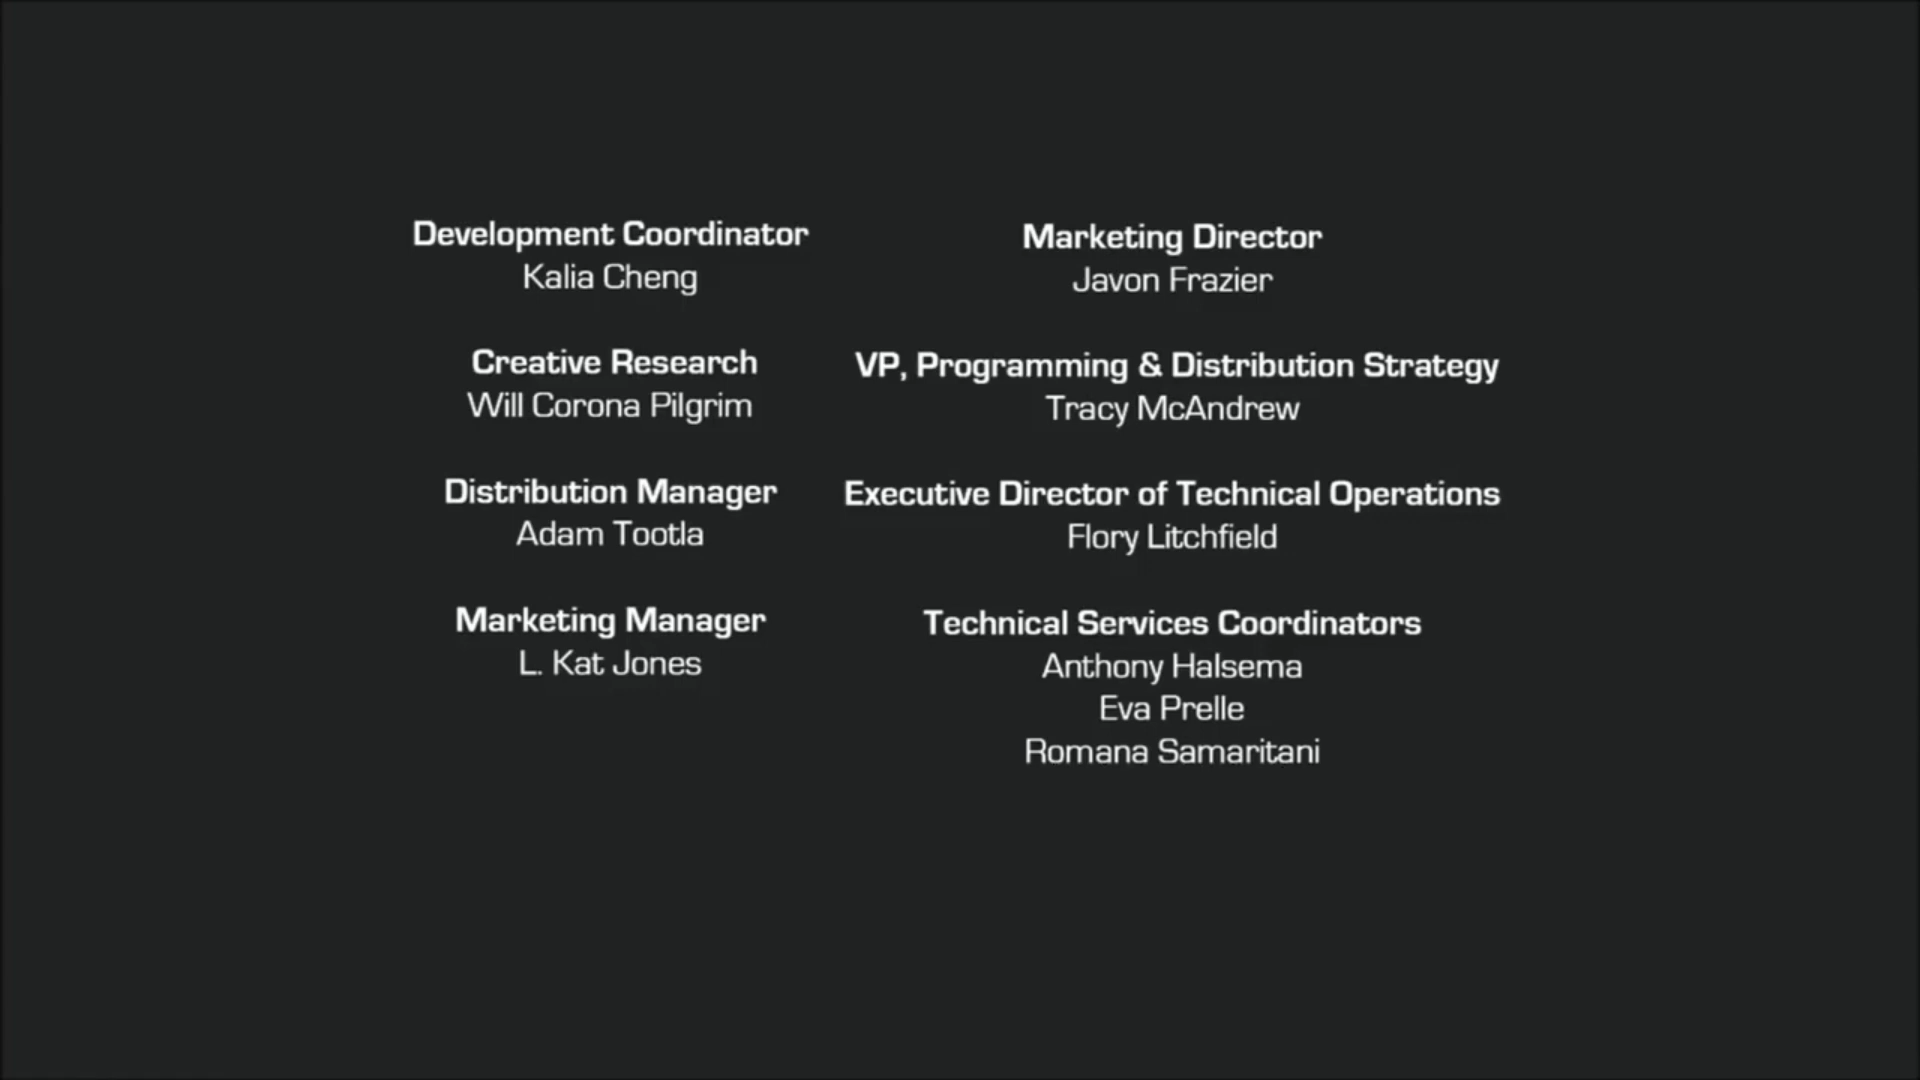 Development Coordinator
Kalia Cheng
Creative Research
Will Corona Pilgrim
Distribution Manager
Adam Tootla
Marketing Manager
L. Kat Jones
Marketing Director
Javon Frazier
VP, Programming & Distribution Strategy
Tracy McAndrew
Executive Director of Technical Operations
Flory Litchfield
Technical Services Coordinators
Anthony Halsema
Eva Prelle
Romana Samaritani